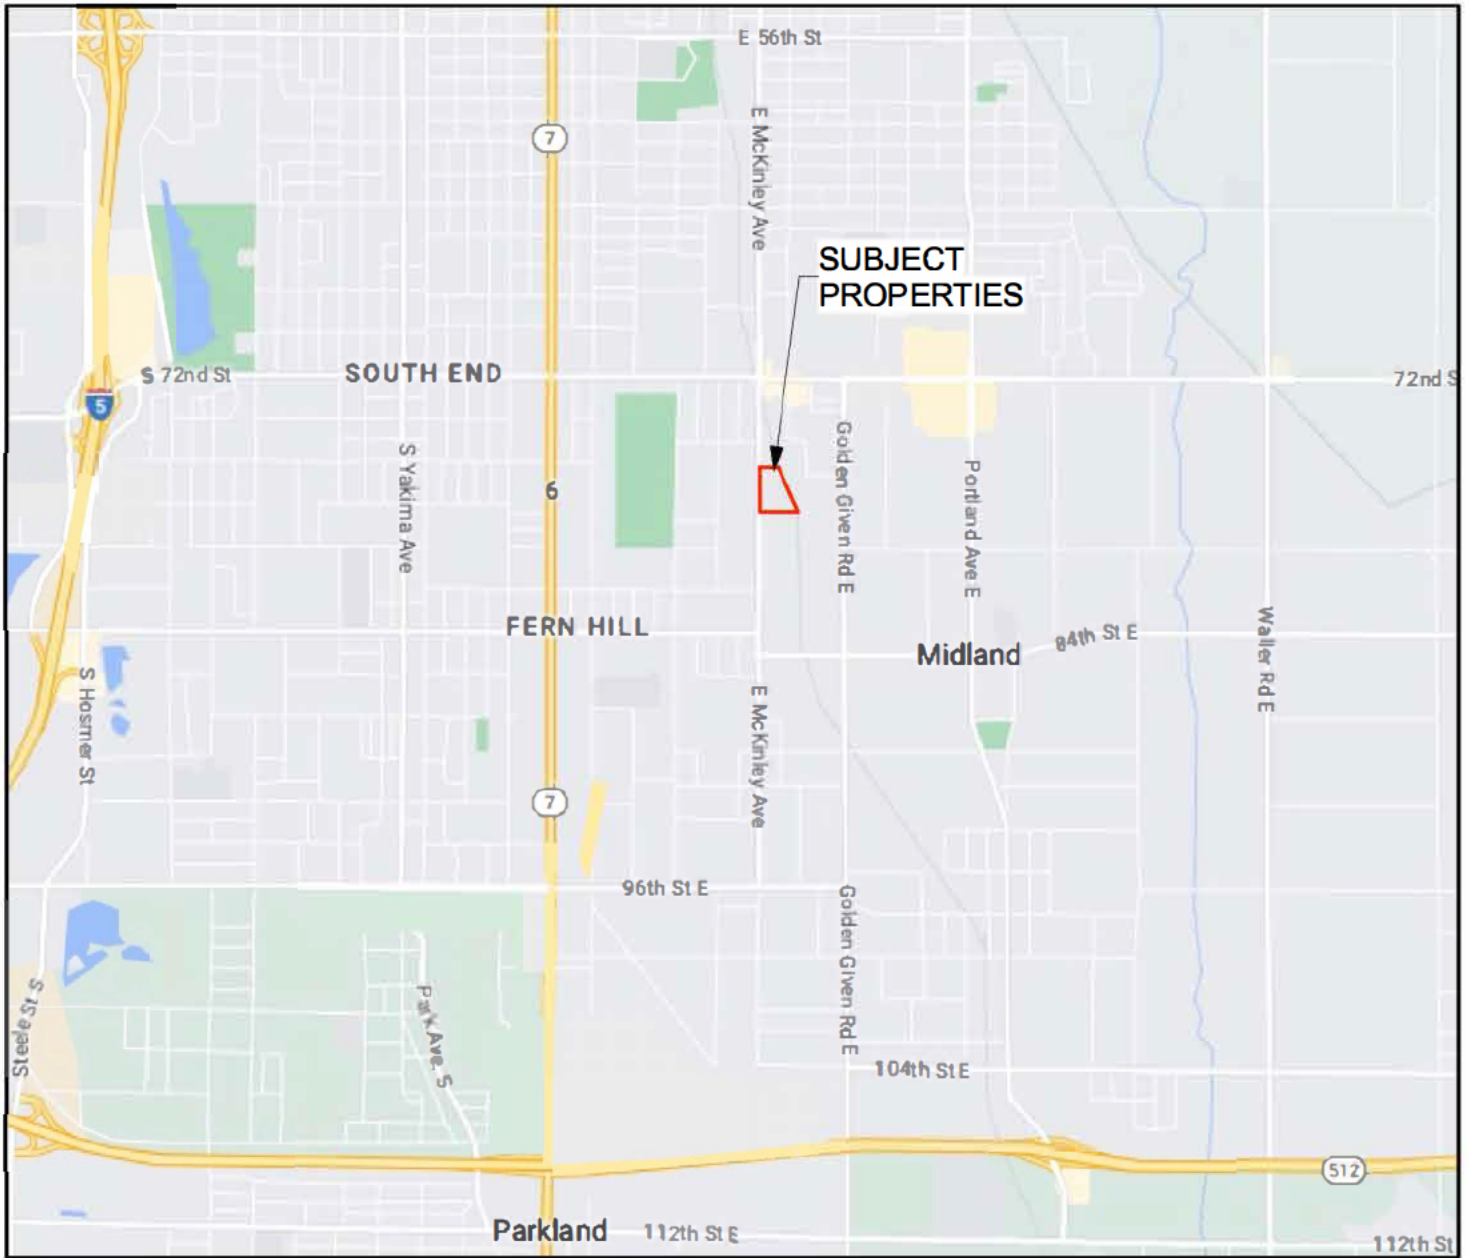 E 56th St
7
E McKinley Ave
SUBJECT
PROPERTIES
S 72nd St
SOUTH END
72nd S
5
S Yakima Ave
6
Golden Given Rd E
Portland Ave E
FERN HILL
Midland
84th St E
Waller Rd E
S Hosmer St
E McKinley Ave
7
96th St E
Golden Given Rd E
Steele St S
Park Ave. S
104th St E
512
Parkland
112th St E
112th St